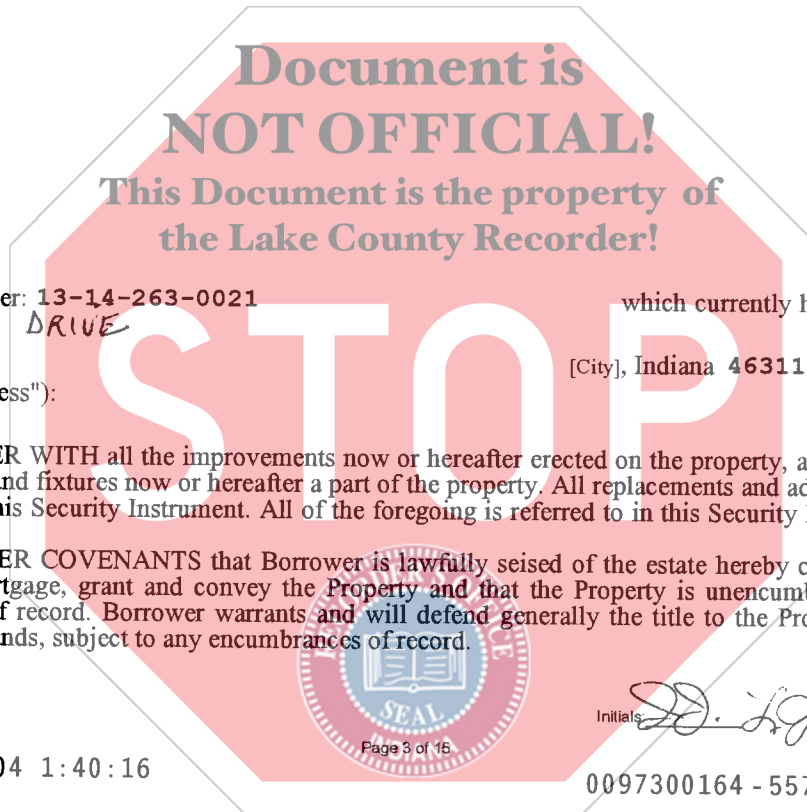 Document is
NOT OFFICIAL!
This Document is the property of
the Lake County Recorder!
er: 13-14-263-0021 which currently h
DRIVE
[City], Indiana 46311
ess"):
STOP
ER WITH all the improvements now or hereafter erected on the property, a
nd fixtures now or hereafter a part of the property. All replacements and ad
is Security Instrument. All of the foregoing is referred to in this Security
ER COVENANTS that Borrower is lawfully seised of the estate hereby c
tgage, grant and convey the Property and that the Property is unencumb
f record. Borrower warrants and will defend generally the title to the Pro
nds, subject to any encumbrances of record.
RECORDER'S OFFICE
SEAL
INDIANA
Initials:
Page 3 of 15
04 1:40:16
0097300164 - 557